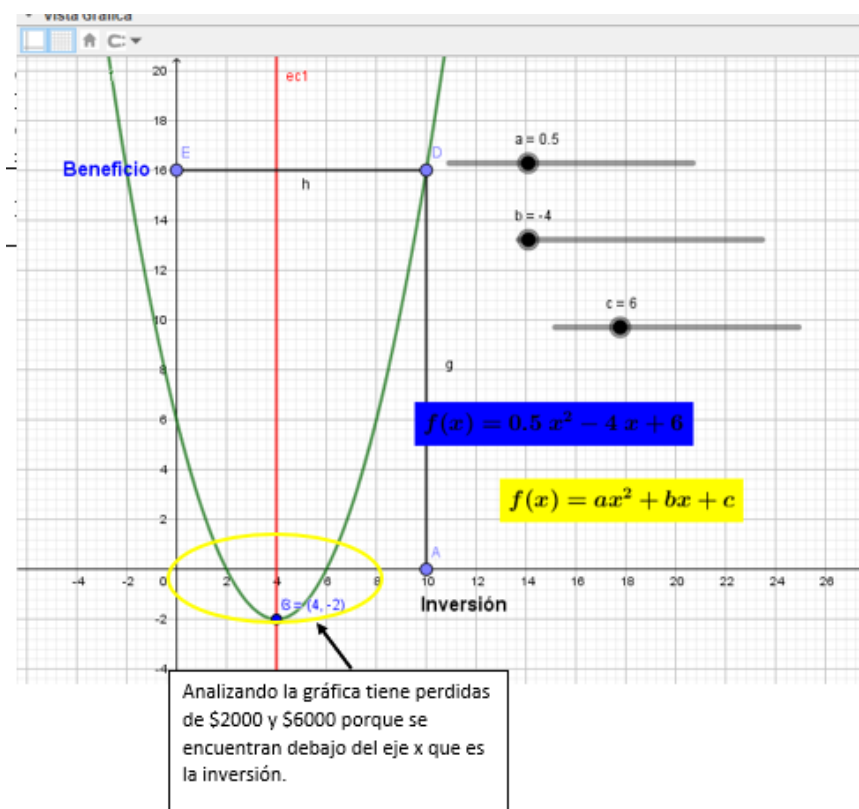 Vista Gráfica
ec1
20
18
E
D
a = 0.5
Beneficio
16
h
14
b = -4
12
10
c = 6
8
g
6
f(x) = 0.5 x² − 4 x + 6
4
f(x) = ax² + bx + c
2
A
-4 -2 0 2 4 6 8 10 12 14 16 18 20 22 24 26
= (4, -2)
Inversión
-2
-4
Analizando la gráfica tiene perdidas
de $2000 y $6000 porque se
encuentran debajo del eje x que es
la inversión.